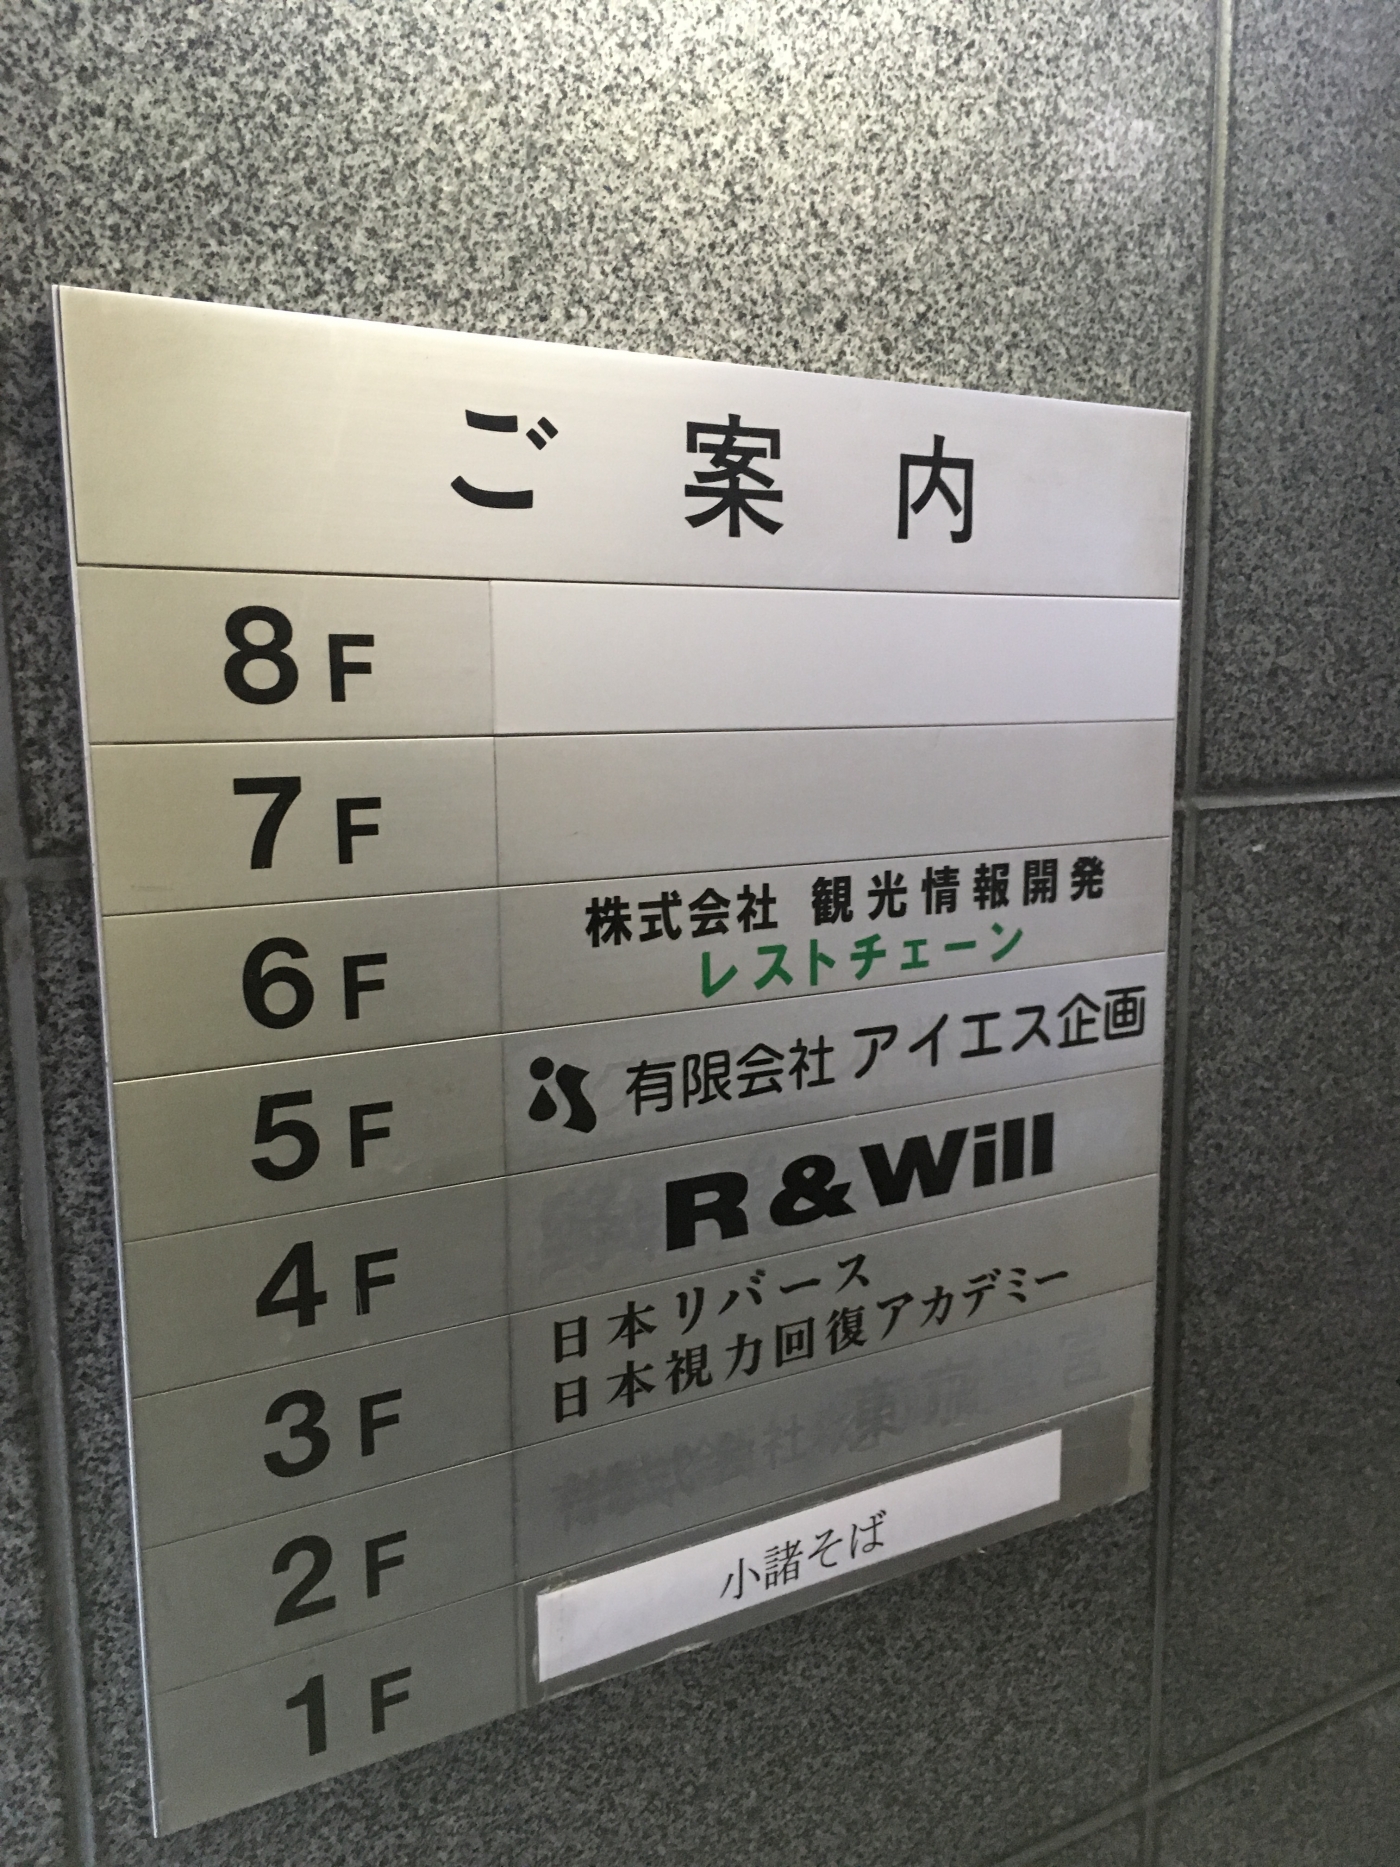 ご案内
8F
7F
6F 株式会社 観光情報開発
レストチェーン
5F is 有限会社 アイエス企画
4F R&Will
3F 日本リバース
日本視力回復アカデミー
2F
1F 小諸そば